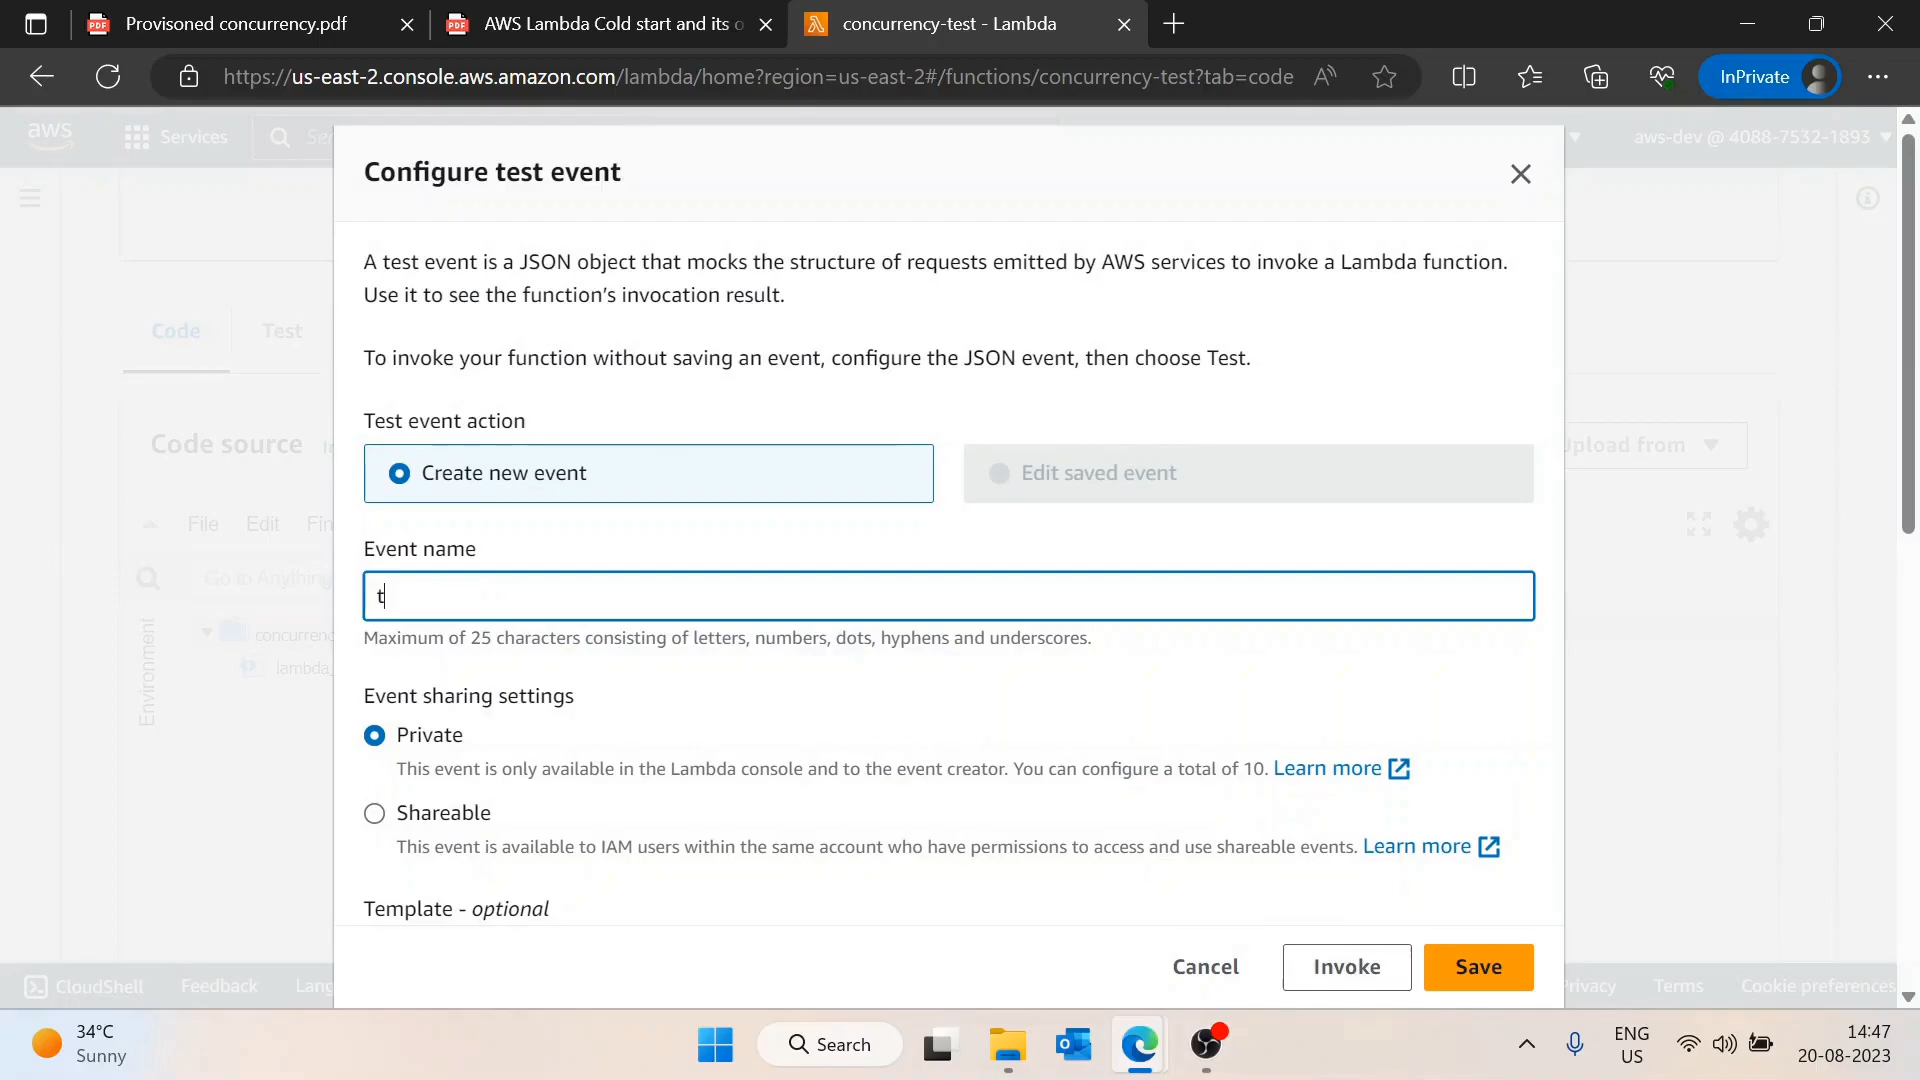 Provisoned concurrency.pdf
AWS Lambda Cold start and its o
concurrency-test - Lambda
https://us-east-2.console.aws.amazon.com/lambda/home?region=us-east-2#/functions/concurrency-test?tab=code
InPrivate
aws
Services
aws-dev @ 4088-7532-1893
Configure test event
A test event is a JSON object that mocks the structure of requests emitted by AWS services to invoke a Lambda function.
Use it to see the function's invocation result.
Code
Test
To invoke your function without saving an event, configure the JSON event, then choose Test.
Test event action
Code source
Upload from
Create new event
Edit saved event
File
Edit
Event name
Go to Anything
t
Maximum of 25 characters consisting of letters, numbers, dots, hyphens and underscores.
Environment
Event sharing settings
Private
This event is only available in the Lambda console and to the event creator. You can configure a total of 10. Learn more
Shareable
This event is available to IAM users within the same account who have permissions to access and use shareable events. Learn more
Template - optional
Cancel
Invoke
Save
CloudShell
Feedback
Privacy
Terms
Cookie preferences
34°C
Sunny
Search
ENG
US
14:47
20-08-2023